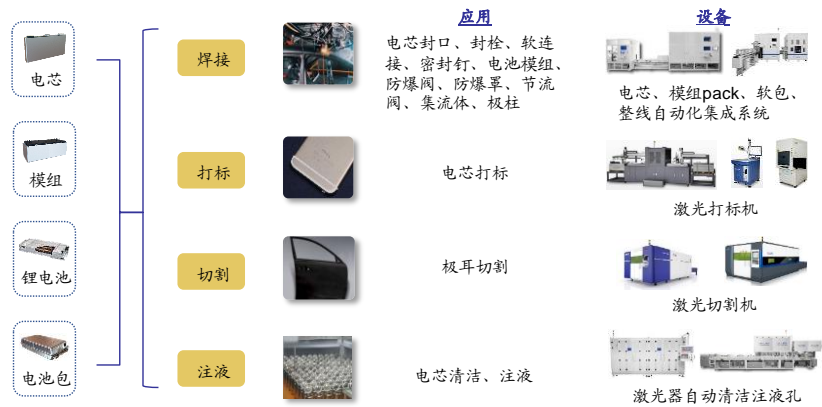 应用
设备
电芯
模组
锂电池
电池包
焊接
电芯封口、封栓、软连
接、密封钉、电池模组、
防爆阀、防爆罩、节流
阀、集流体、极柱
电芯、模组pack、软包、
整线自动化集成系统
打标
电芯打标
激光打标机
切割
极耳切割
激光切割机
注液
电芯清洁、注液
激光器自动清洁注液孔